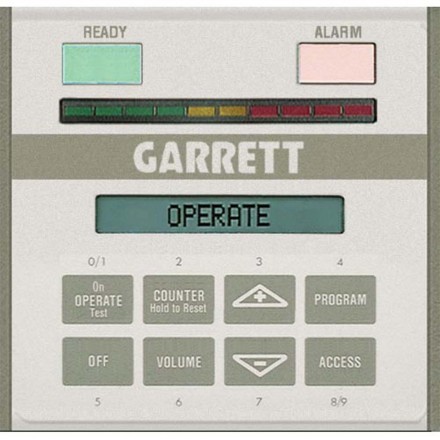 READY ALARM
GARRETT
OPERATE
0/1 2 3 4
On
OPERATE
Test
COUNTER
Hold to Reset
+
PROGRAM
OFF
VOLUME
-
ACCESS
5 6 7 8/9